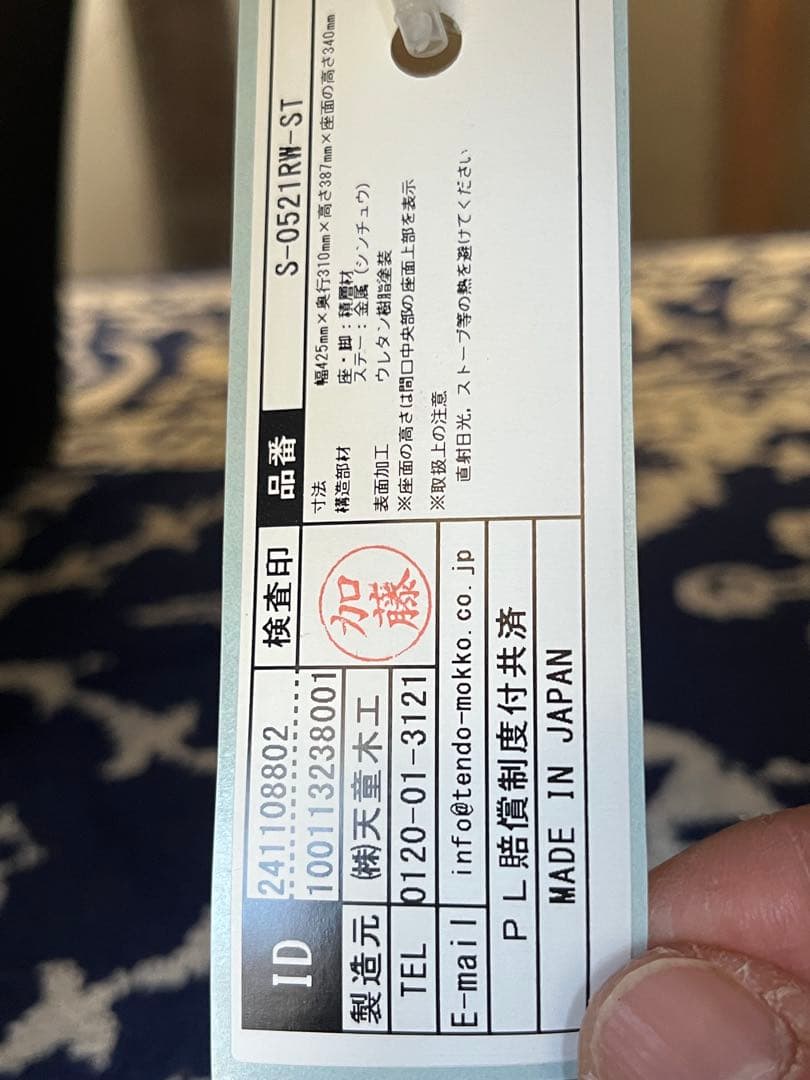 ID
241108802
100113238001
検査印
加藤
品番
S-0521RW-ST
製造元
(株)天童木工
TEL
0120-01-3121
E-mail
info@tendo-mokko.co.jp
PL賠償制度付共済
MADE IN JAPAN
寸法 幅425mm×奥行310mm×高さ387mm×座面の高さ340mm
構造部材 座・脚：積層材
ステー：金属（シンチュウ）
表面加工 ウレタン樹脂塗装
※座面の高さは間口中央部の座面上部を表示
※取扱上の注意
直射日光，ストーブ等の熱を避けてください